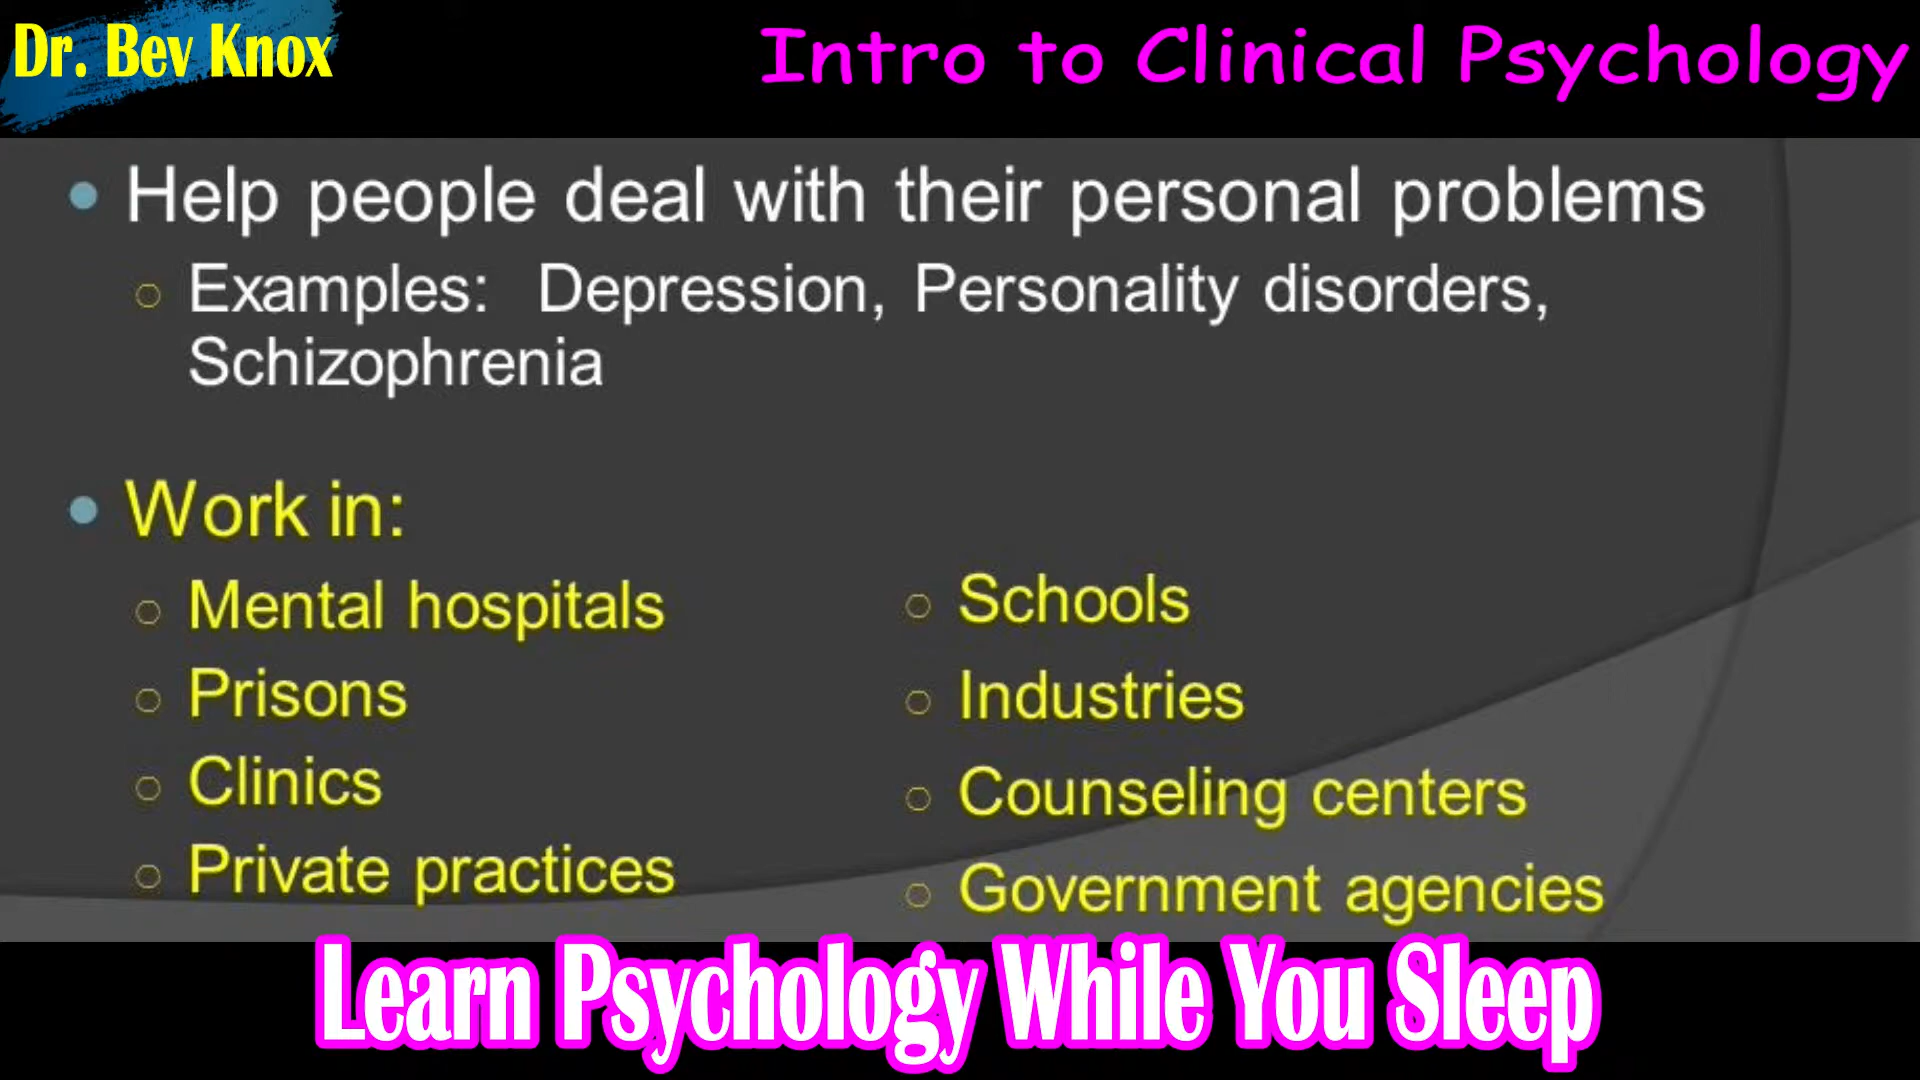 Dr. Bev Knox
Intro to Clinical Psychology
Help people deal with their personal problems
Examples: Depression, Personality disorders,
Schizophrenia
Work in:
Mental hospitals
Prisons
Clinics
Private practices
Schools
Industries
Counseling centers
Government agencies
Learn Psychology While You Sleep